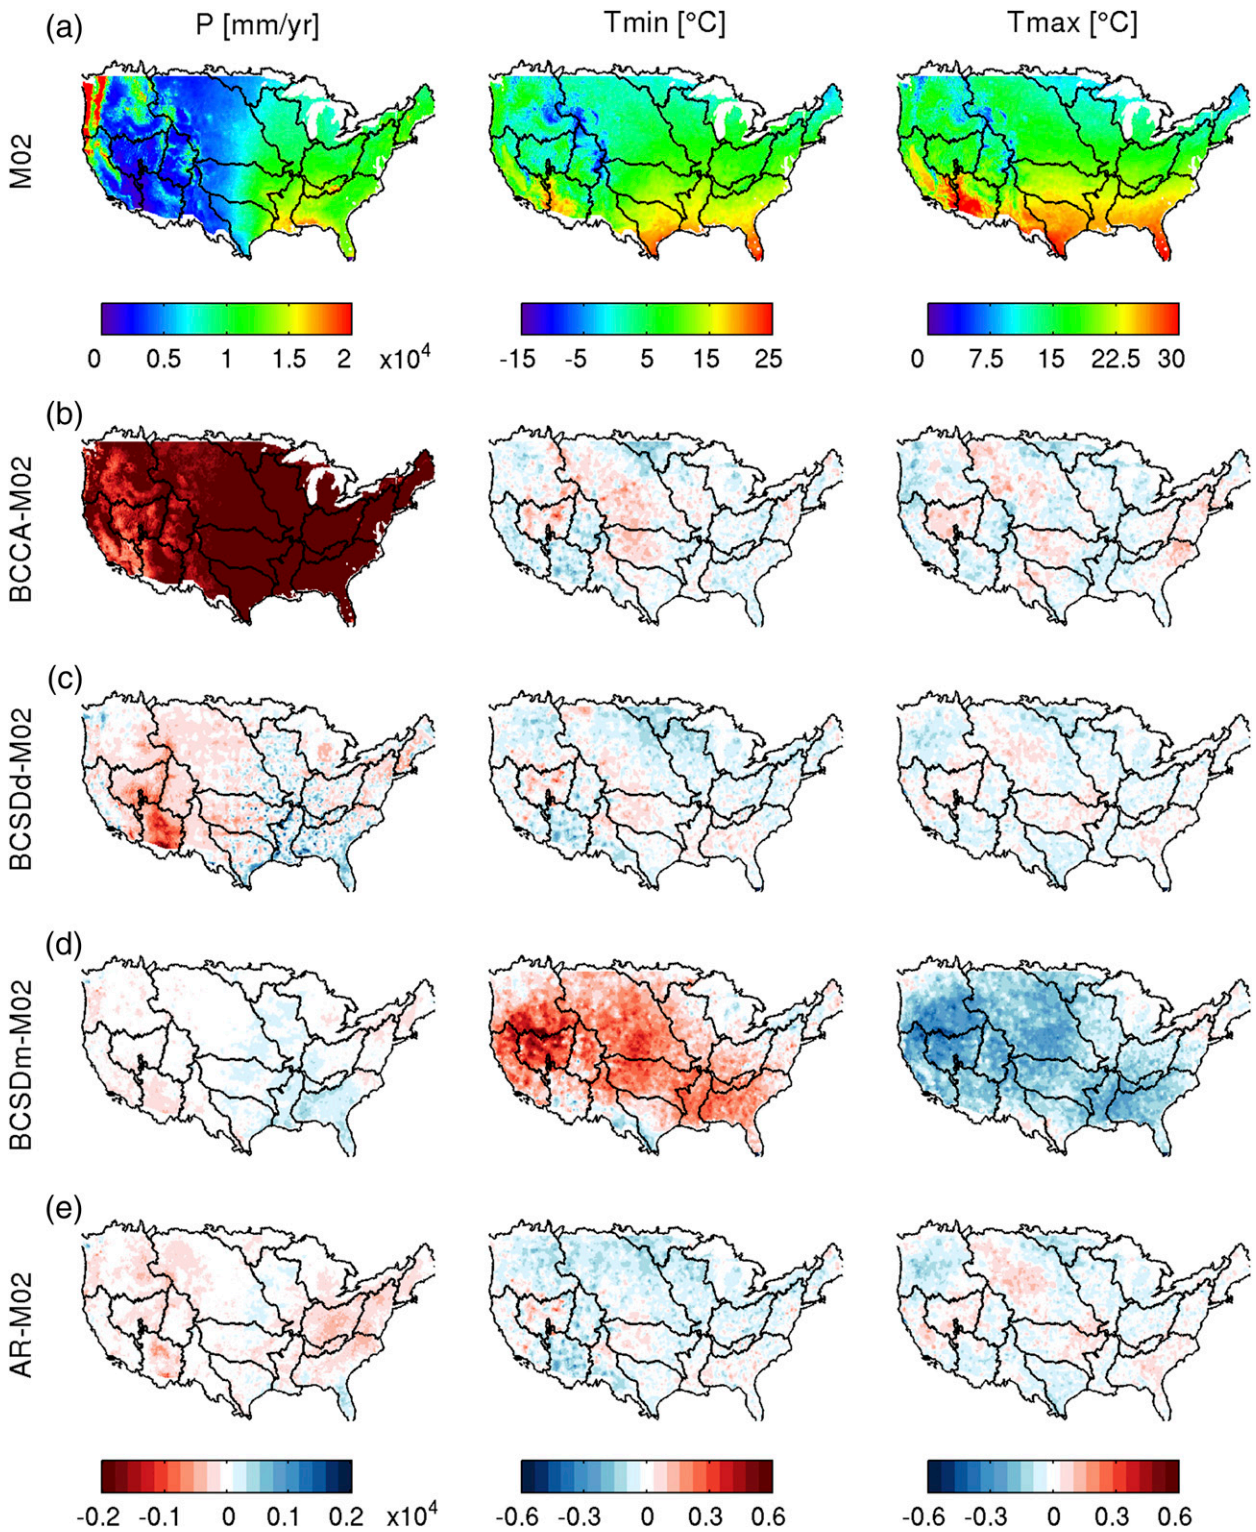 (a) P [mm/yr] Tmin [°C] Tmax [°C]
M02
0 0.5 1 1.5 2 x10⁴ -15 -5 5 15 25 0 7.5 15 22.5 30
(b)
BCCA-M02
(c)
BCSDd-M02
(d)
BCSDm-M02
(e)
AR-M02
-0.2 -0.1 0 0.1 0.2 x10⁴ -0.6 -0.3 0 0.3 0.6 -0.6 -0.3 0 0.3 0.6